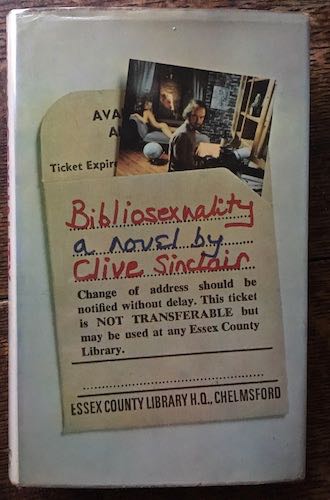 AVA
A
Ticket Expir
Bibliosexuality
a novel by
Clive Sinclair
Change of address should be
notified without delay. This ticket
is NOT TRANSFERABLE but
may be used at any Essex County
Library.
ESSEX COUNTY LIBRARY H.Q., CHELMSFORD